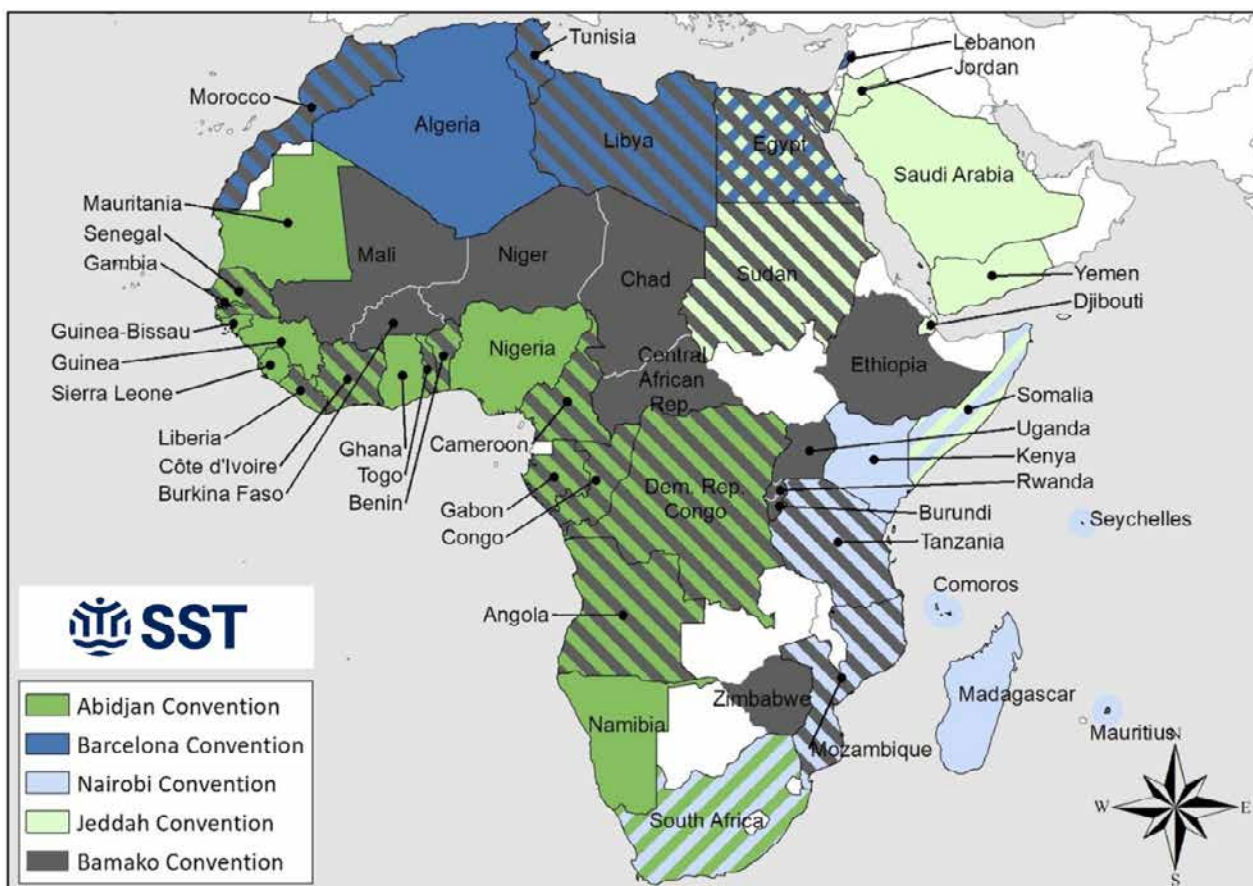 Tunisia
Lebanon
Jordan
Morocco
Algeria
Libya
Egypt
Saudi Arabia
Mauritania
Senegal
Gambia
Mali
Niger
Chad
Sudan
Yemen
Djibouti
Guinea-Bissau
Guinea
Sierra Leone
Nigeria
Central
African
Rep.
Ethiopia
Somalia
Liberia
Côte d'Ivoire
Burkina Faso
Ghana
Togo
Benin
Cameroon
Uganda
Kenya
Rwanda
Gabon
Congo
Dem. Rep.
Congo
Burundi
Tanzania
Seychelles
Comoros
Angola
SST
Zimbabwe
Madagascar
Namibia
Mozambique
Mauritius
South Africa
N
W
E
S
Abidjan Convention
Barcelona Convention
Nairobi Convention
Jeddah Convention
Bamako Convention